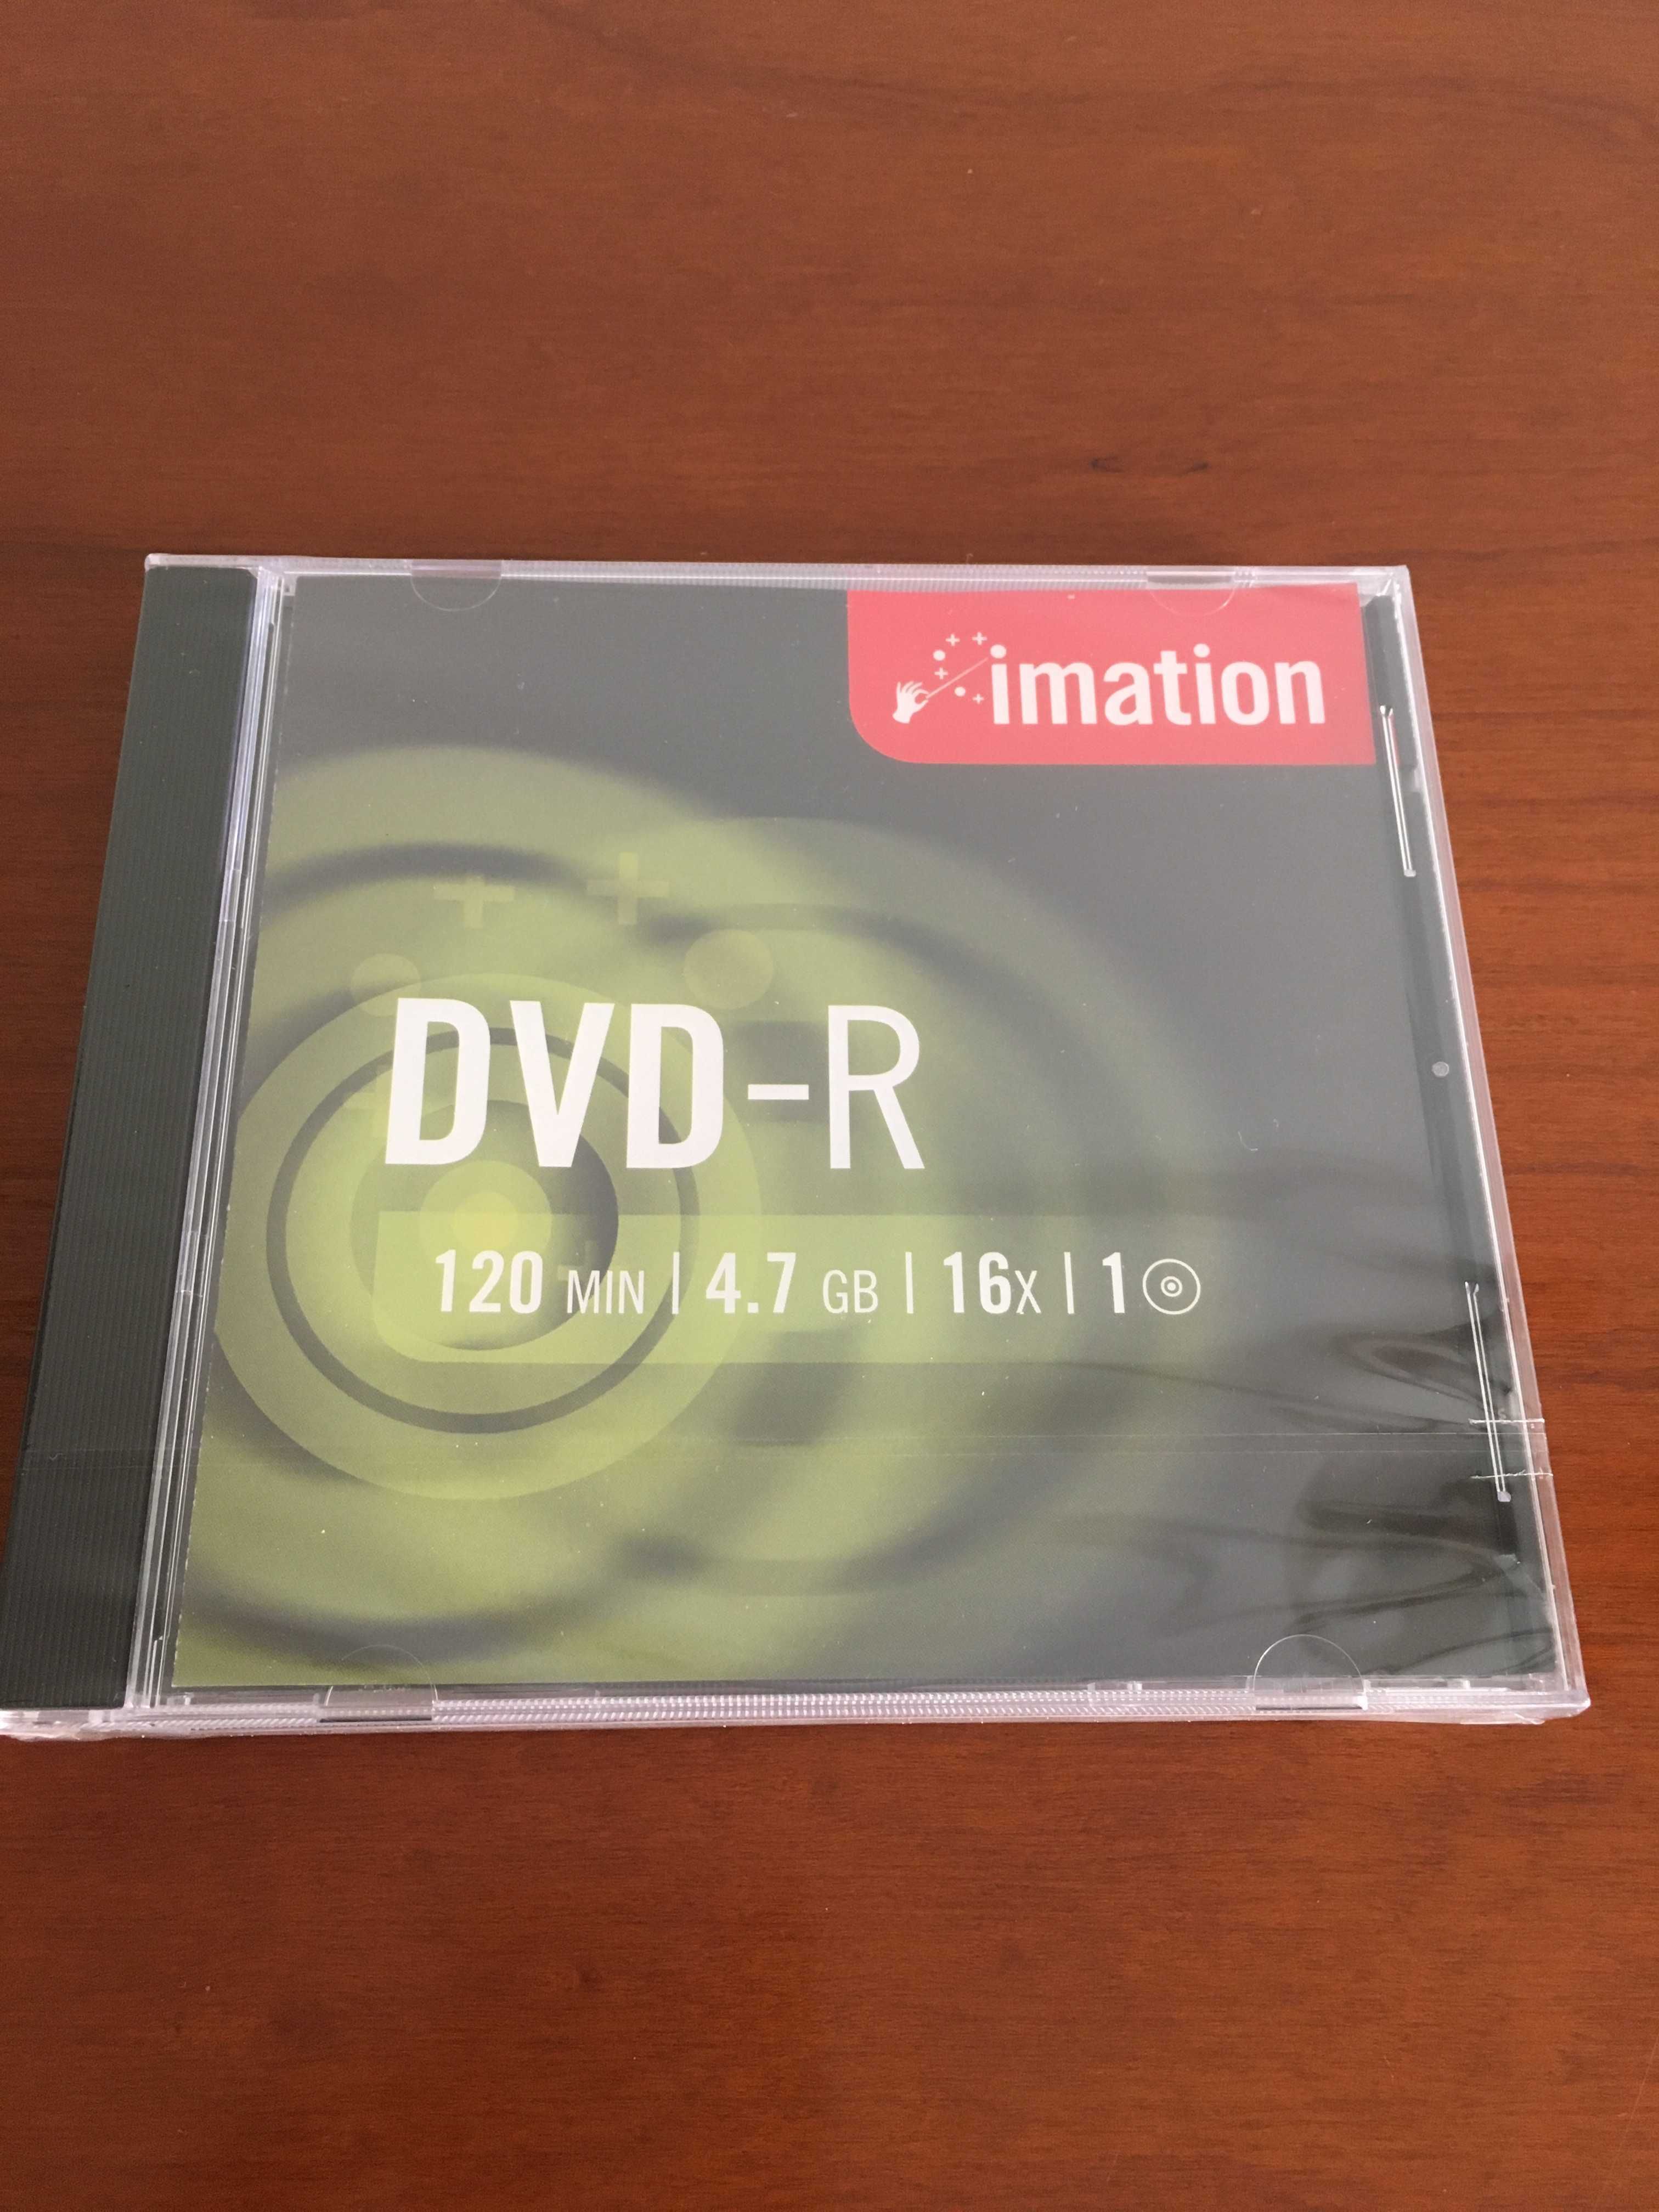 imation
DVD-R
120 MIN | 4.7 GB | 16X | 1